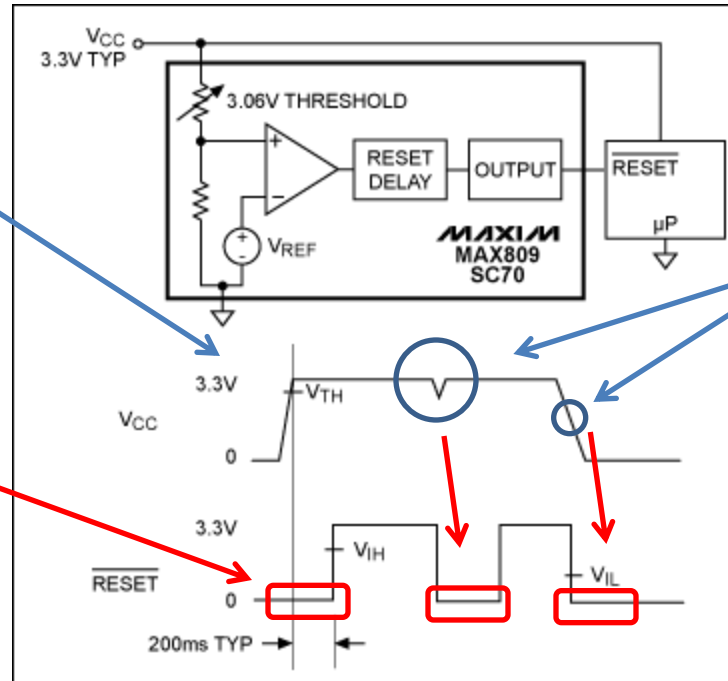 VCC
3.3V TYP
3.06V THRESHOLD
+
-
RESET
DELAY
OUTPUT
RESET
µP
+
-
VREF
MAXIM
MAX809
SC70
3.3V
VTH
VCC
0
3.3V
VIH
RESET
VIL
0
200ms TYP